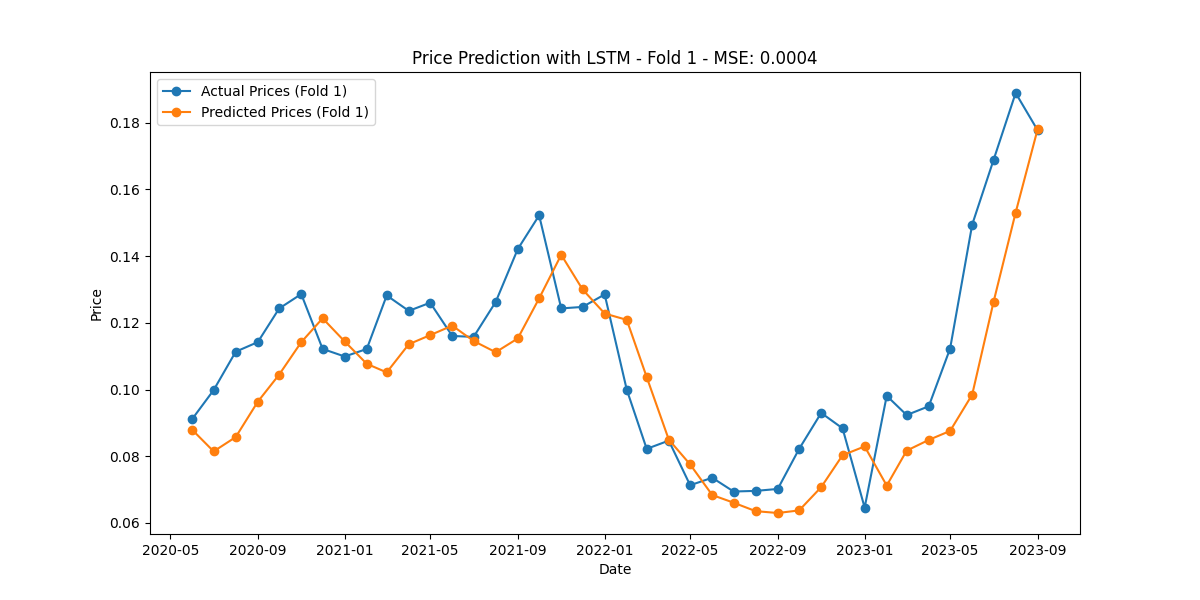 Price Prediction with LSTM - Fold 1 - MSE: 0.0004
Actual Prices (Fold 1)
Predicted Prices (Fold 1)
Price
0.18
0.16
0.14
0.12
0.10
0.08
0.06
2020-05 2020-09 2021-01 2021-05 2021-09 2022-01 2022-05 2022-09 2023-01 2023-05 2023-09
Date